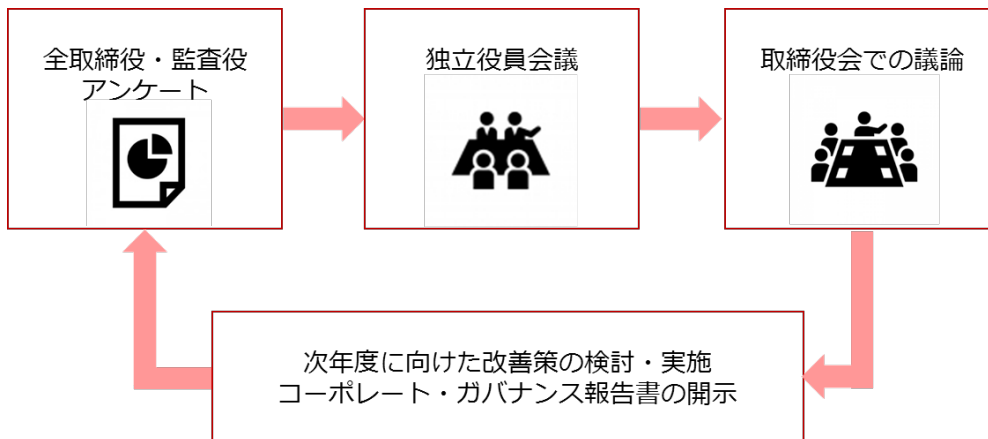 全取締役・監査役
アンケート
独立役員会議
取締役会での議論
次年度に向けた改善策の検討・実施
コーポレート・ガバナンス報告書の開示